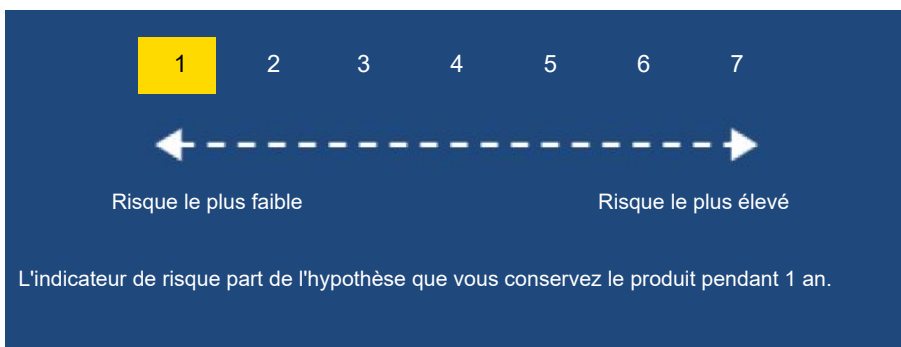 1 2 3 4 5 6 7
Risque le plus faible Risque le plus élevé
L'indicateur de risque part de l'hypothèse que vous conservez le produit pendant 1 an.